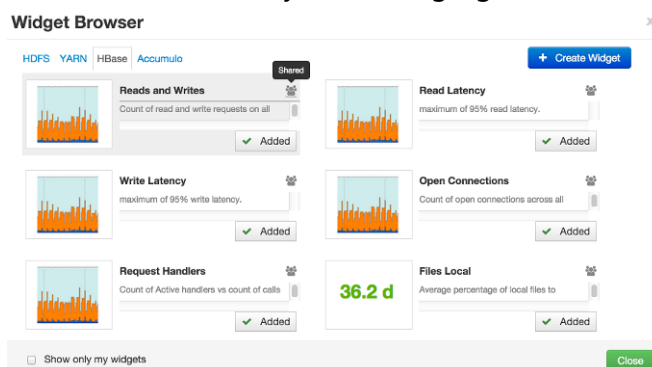 Widget Browser
x
HDFS YARN HBase Accumulo
+ Create Widget
Shared
Reads and Writes
Count of read and write requests on all
Added
Read Latency
maximum of 95% read latency.
Added
Write Latency
maximum of 95% write latency.
Added
Open Connections
Count of open connections across all
Added
Request Handlers
Count of Active handlers vs count of calls
Added
36.2 d
Files Local
Average percentage of local files to
Added
Show only my widgets
Close